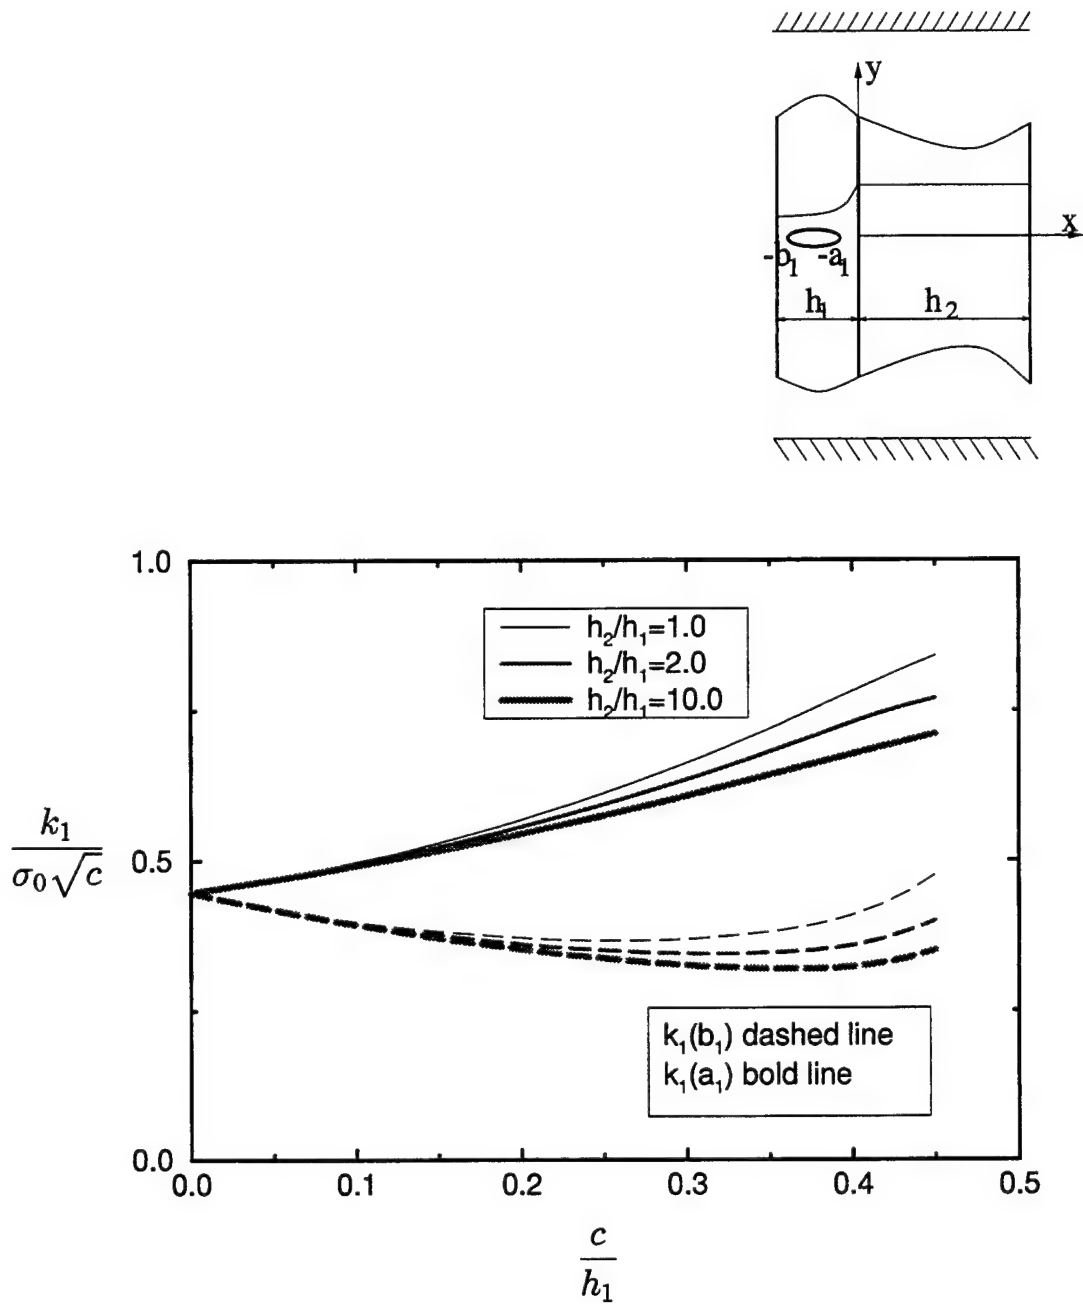 y
x
-b₁ -a₁
h₁ h₂
1.0
h₂/h₁=1.0
h₂/h₁=2.0
h₂/h₁=10.0
k₁
σ₀√c
0.5
k₁(b₁) dashed line
k₁(a₁) bold line
0.0
0.0 0.1 0.2 0.3 0.4 0.5
c
h₁